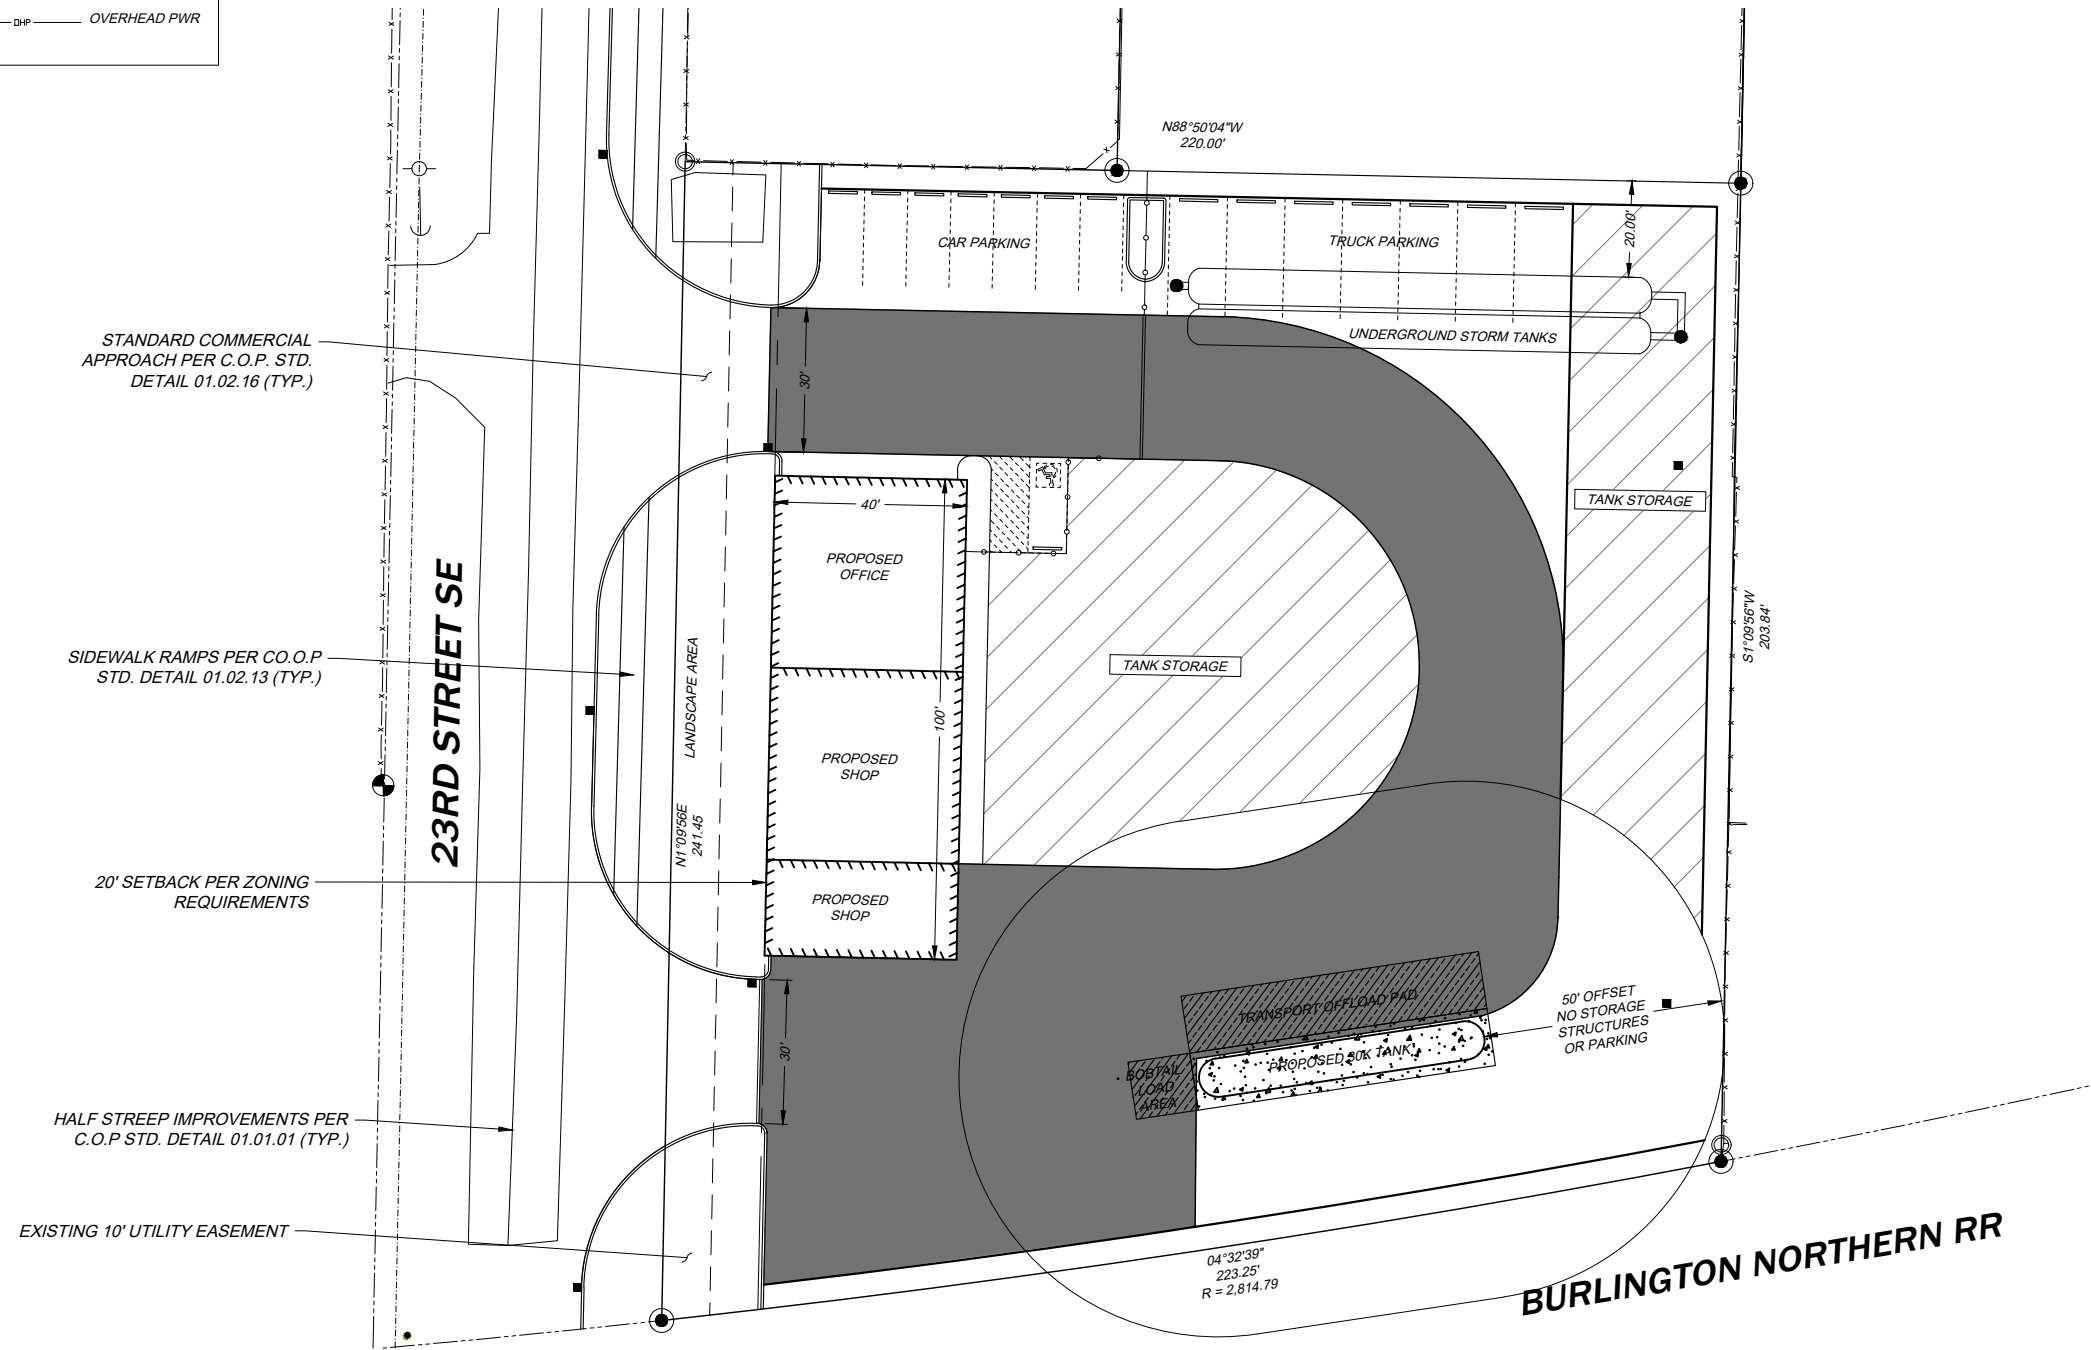 OHP OVERHEAD PWR
N88°50'04"W
220.00'
20.00'
CAR PARKING
TRUCK PARKING
UNDERGROUND STORM TANKS
STANDARD COMMERCIAL
APPROACH PER C.O.P. STD.
DETAIL 01.02.16 (TYP.)
30'
40'
TANK STORAGE
PROPOSED
OFFICE
23RD STREET SE
SIDEWALK RAMPS PER CO.O.P
STD. DETAIL 01.02.13 (TYP.)
LANDSCAPE AREA
TANK STORAGE
S1°09'56"W
203.84'
100'
PROPOSED
SHOP
N1°09'56E
241.45
20' SETBACK PER ZONING
REQUIREMENTS
PROPOSED
SHOP
30'
TRANSPORT OFFLOAD PAD
50' OFFSET
NO STORAGE
STRUCTURES
OR PARKING
PROPOSED 30K TANK
BOBTAIL
LOAD
AREA
HALF STREEP IMPROVEMENTS PER
C.O.P STD. DETAIL 01.01.01 (TYP.)
EXISTING 10' UTILITY EASEMENT
04°32'39"
223.25'
R = 2,814.79
BURLINGTON NORTHERN RR